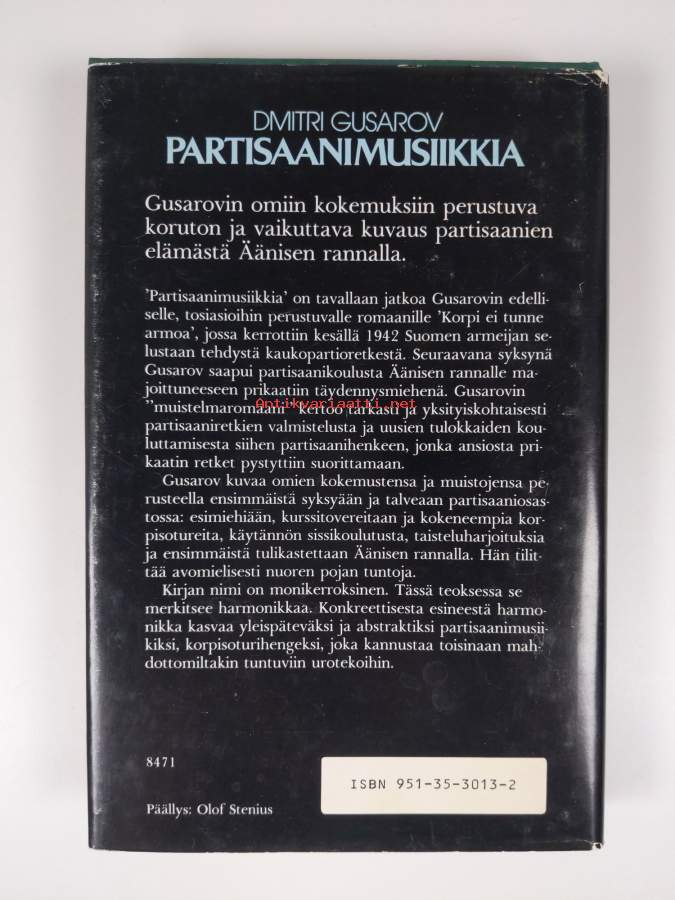 DMITRI GUSAROV
PARTISAANIMUSIIKKIA
Gusarovin omiin kokemuksiin perustuva
koruton ja vaikuttava kuvaus partisaanien
elämästä Äänisen rannalla.
'Partisaanimusiikkia' on tavallaan jatkoa Gusarovin edelli-
selle, tosiasioihin perustuvalle romaanille 'Korpi ei tunne
armoa', jossa kerrottiin kesällä 1942 Suomen armeijan se-
lustaan tehdystä kaukopartioretkestä. Seuraavana syksynä
Gusarov saapui partisaanikoulusta Äänisen rannalle ma-
joittuneeseen prikaatiin täydennysmiehenä. Gusarovin
Antikvariaatti.net
''muistelmaromaani'' kertoo tarkasti ja yksityiskohtaisesti
partisaaniretkien valmistelusta ja uusien tulokkaiden kou-
luttamisesta siihen partisaanihenkeen, jonka ansiosta pri-
kaatin retket pystyttiin suorittamaan.
Gusarov kuvaa omien kokemustensa ja muistojensa pe-
rusteella ensimmäistä syksyään ja talveaan partisaaniosas-
tossa: esimiehiään, kurssitovereitaan ja kokeneempia kor-
pisotureita, käytännön sissikoulutusta, taisteluharjoituksia
ja ensimmäistä tulikastettaan Äänisen rannalla. Hän tilit-
tää avomielisesti nuoren pojan tuntoja.
Kirjan nimi on monikerroksinen. Tässä teoksessa se
merkitsee harmonikkaa. Konkreettisesta esineestä harmo-
nikka kasvaa yleispäteväksi ja abstraktiksi partisaanimusii-
kiksi, korpisoturihengeksi, joka kannustaa toisinaan mah-
dottomiltakin tuntuviin urotekoihin.
8471
ISBN 951-35-3013-2
Päällys: Olof Stenius